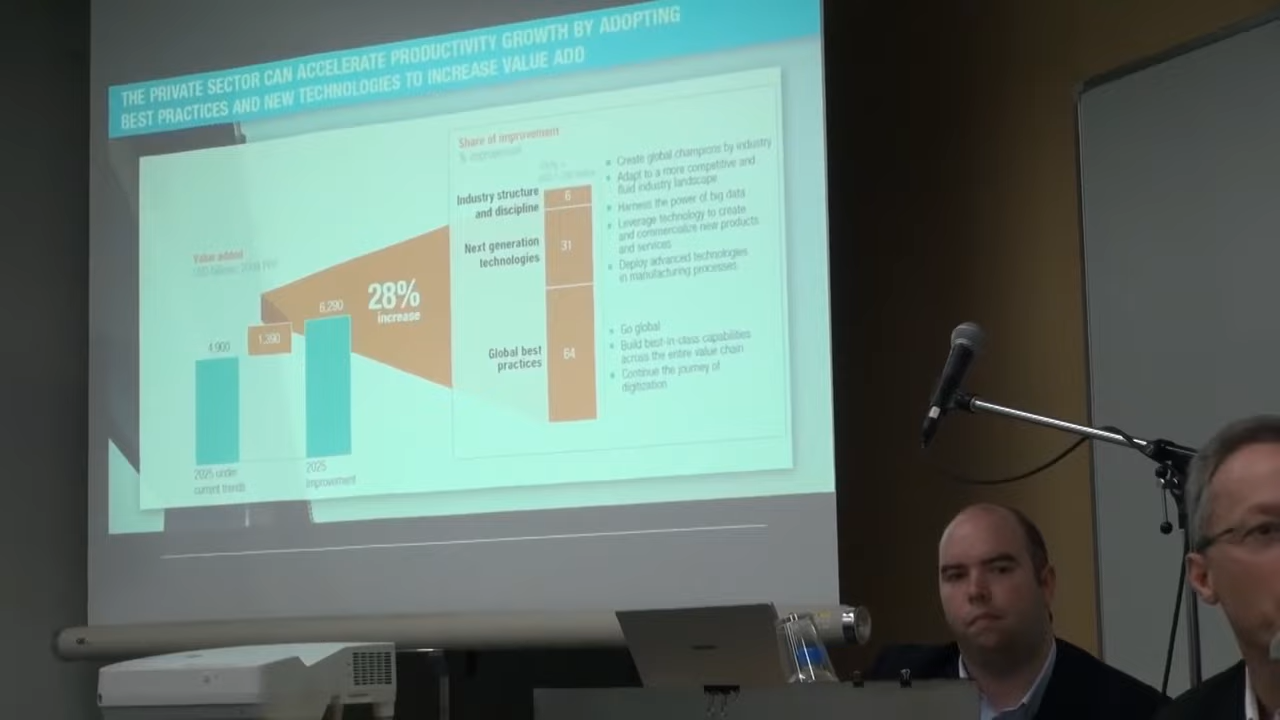 THE PRIVATE SECTOR CAN ACCELERATE PRODUCTIVITY GROWTH BY ADOPTING
BEST PRACTICES AND NEW TECHNOLOGIES TO INCREASE VALUE ADD
Value added
4,900
1,390
6,290
28%
increase
2025 under
current trends
2025
improvement
Share of improvement
% improvement
Industry structure
and discipline
6
Next generation
technologies
31
Global best
practices
64
Create global champions by industry
Adapt to a more competitive and
fluid industry landscape
Harness the power of big data
Leverage technology to create
and commercialize new products
and services
Deploy advanced technologies
in manufacturing processes
Go global
Build best-in-class capabilities
across the entire value chain
Continue the journey of
digitization